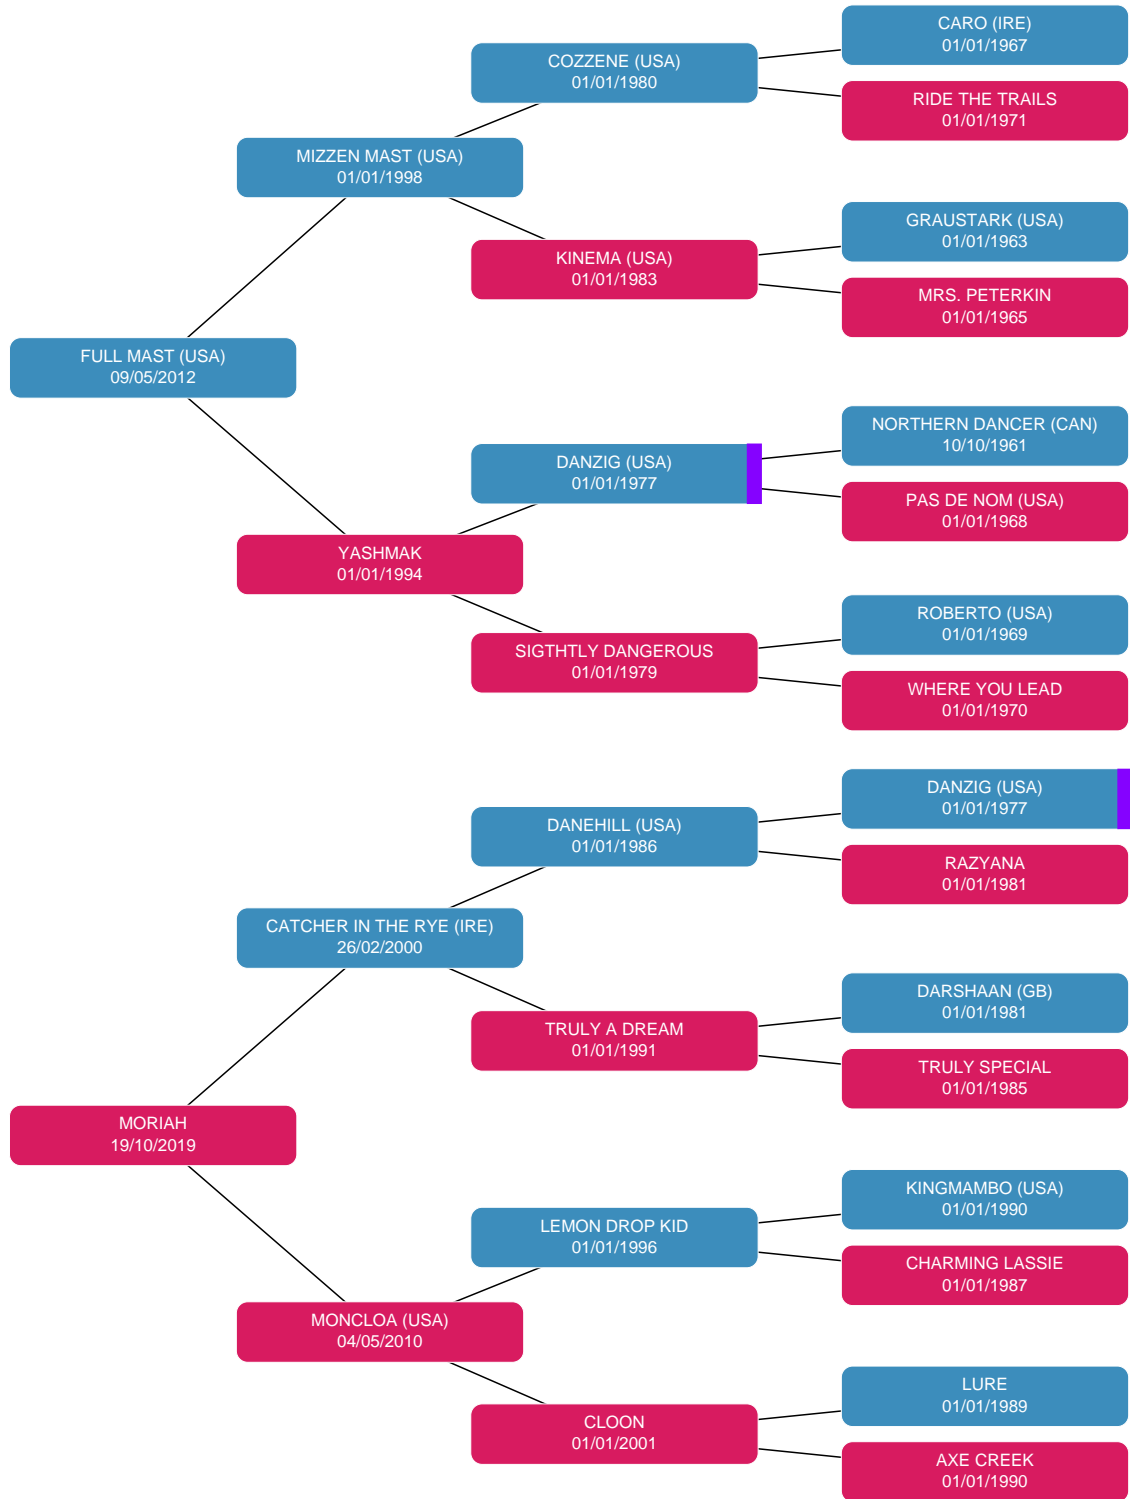 CARO (IRE)
01/01/1967
COZZENE (USA)
01/01/1980
RIDE THE TRAILS
01/01/1971
MIZZEN MAST (USA)
01/01/1998
GRAUSTARK (USA)
01/01/1963
KINEMA (USA)
01/01/1983
MRS. PETERKIN
01/01/1965
FULL MAST (USA)
09/05/2012
NORTHERN DANCER (CAN)
10/10/1961
DANZIG (USA)
01/01/1977
PAS DE NOM (USA)
01/01/1968
YASHMAK
01/01/1994
ROBERTO (USA)
01/01/1969
SIGTHTLY DANGEROUS
01/01/1979
WHERE YOU LEAD
01/01/1970
DANZIG (USA)
01/01/1977
DANEHILL (USA)
01/01/1986
RAZYANA
01/01/1981
CATCHER IN THE RYE (IRE)
26/02/2000
DARSHAAN (GB)
01/01/1981
TRULY A DREAM
01/01/1991
TRULY SPECIAL
01/01/1985
MORIAH
19/10/2019
KINGMAMBO (USA)
01/01/1990
LEMON DROP KID
01/01/1996
CHARMING LASSIE
01/01/1987
MONCLOA (USA)
04/05/2010
LURE
01/01/1989
CLOON
01/01/2001
AXE CREEK
01/01/1990